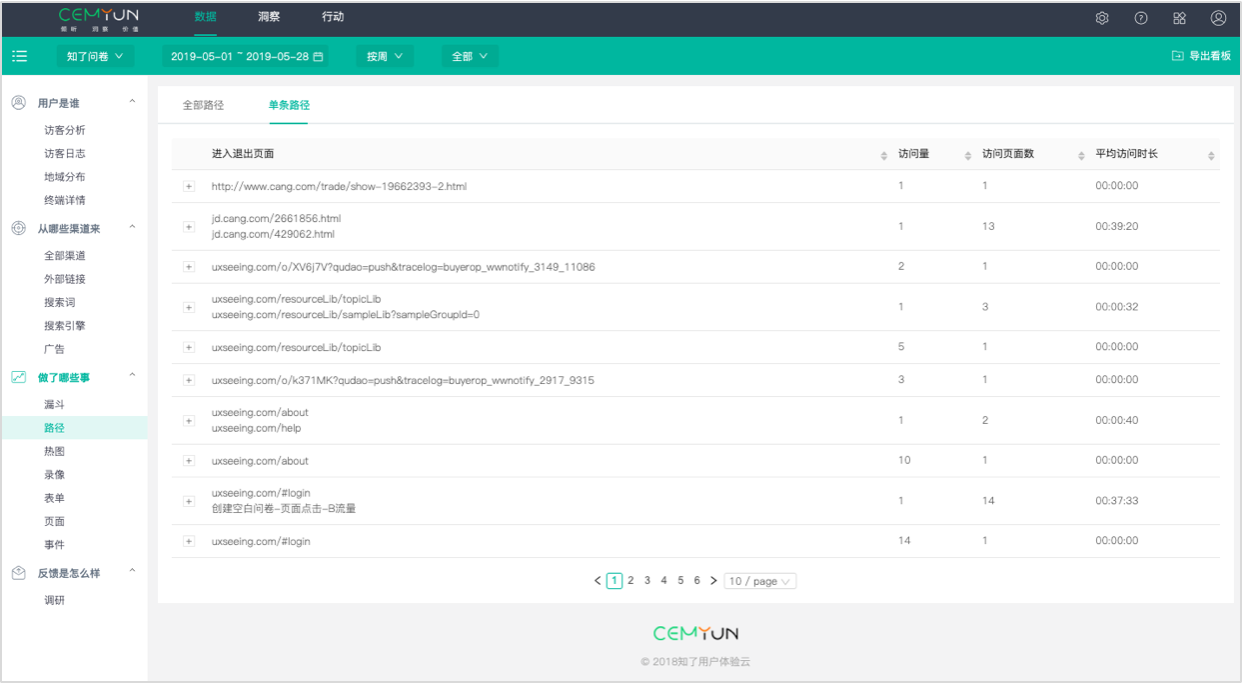 CEMYUN 数据 洞察 行动
倾听 洞察 价值
知了问卷 2019-05-01 ~ 2019-05-28 按周 全部 导出看板
用户是谁
访客分析
访客日志
地域分布
终端详情
从哪些渠道来
全部渠道
外部链接
搜索词
搜索引擎
广告
做了哪些事
漏斗
路径
热图
录像
表单
页面
事件
反馈是怎么样
调研
全部路径 单条路径
进入退出页面 访问量 访问页面数 平均访问时长
http://www.cang.com/trade/show-19662393-2.html 1 1 00:00:00
jd.cang.com/2661856.html
jd.cang.com/429062.html 1 13 00:39:20
uxseeing.com/o/XV6j7V?qudao=push&tracelog=buyerop_wwnotify_3149_11086 2 1 00:00:00
uxseeing.com/resourceLib/topicLib
uxseeing.com/resourceLib/sampleLib?sampleGroupId=0 1 3 00:00:32
uxseeing.com/resourceLib/topicLib 5 1 00:00:00
uxseeing.com/o/k371MK?qudao=push&tracelog=buyerop_wwnotify_2917_9315 3 1 00:00:00
uxseeing.com/about
uxseeing.com/help 1 2 00:00:40
uxseeing.com/about 10 1 00:00:00
uxseeing.com/#login
创建空白问卷-页面点击-B流量 1 14 00:37:33
uxseeing.com/#login 14 1 00:00:00
< 1 2 3 4 5 6 > 10 / page
CEMYUN
© 2018知了用户体验云